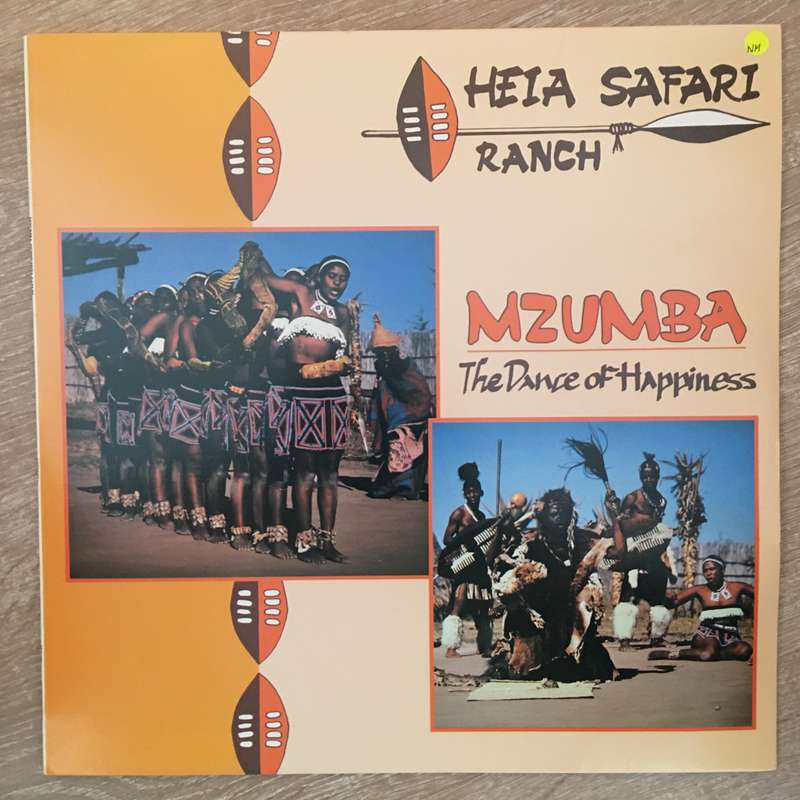 NM
HEIA SAFARI
RANCH
MZUMBA
The Dance of Happiness